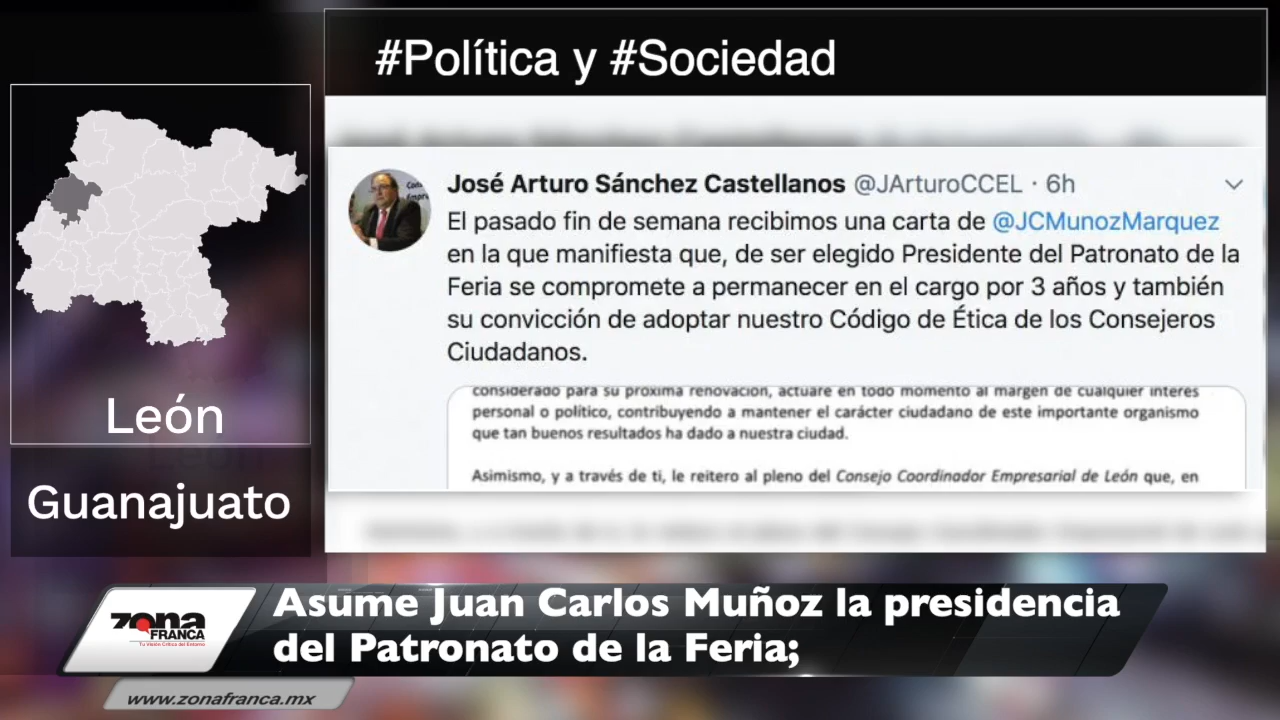 #Política y #Sociedad
José Arturo Sánchez Castellanos @JArturoCCEL · 6h
El pasado fin de semana recibimos una carta de @JCMunozMarquez
en la que manifiesta que, de ser elegido Presidente del Patronato de la
Feria se compromete a permanecer en el cargo por 3 años y también
su convicción de adoptar nuestro Código de Ética de los Consejeros
Ciudadanos.
considerado para su próxima renovación, actuaré en todo momento al margen de cualquier interés
personal o político, contribuyendo a mantener el carácter ciudadano de este importante organismo
que tan buenos resultados ha dado a nuestra ciudad.
Asimismo, y a través de ti, le reitero al pleno del Consejo Coordinador Empresarial de León que, en
León
Guanajuato
zona
FRANCA
Tu Visión Crítica del Entorno
Asume Juan Carlos Muñoz la presidencia
del Patronato de la Feria;
www.zonafranca.mx